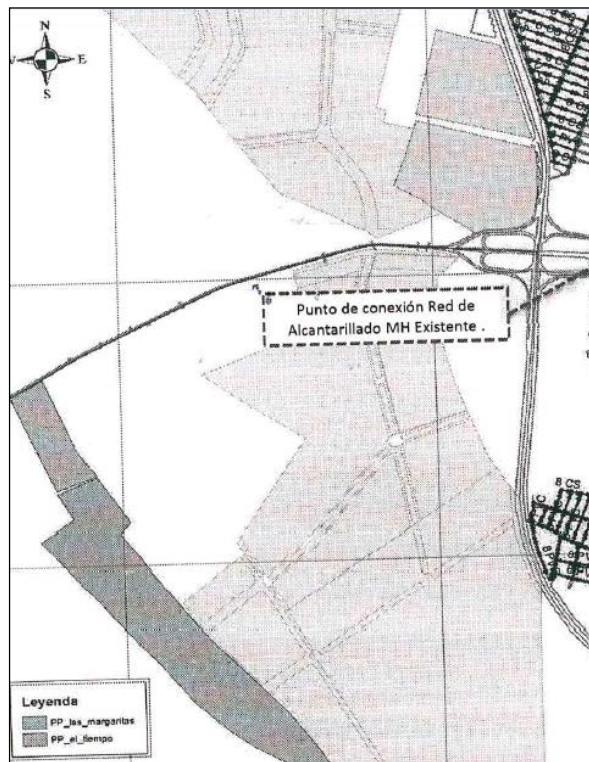 N
E
S
Punto de conexión Red de
Alcantarillado MH Existente .
Leyenda
PP_las_margaritas
PP_el_tiempo